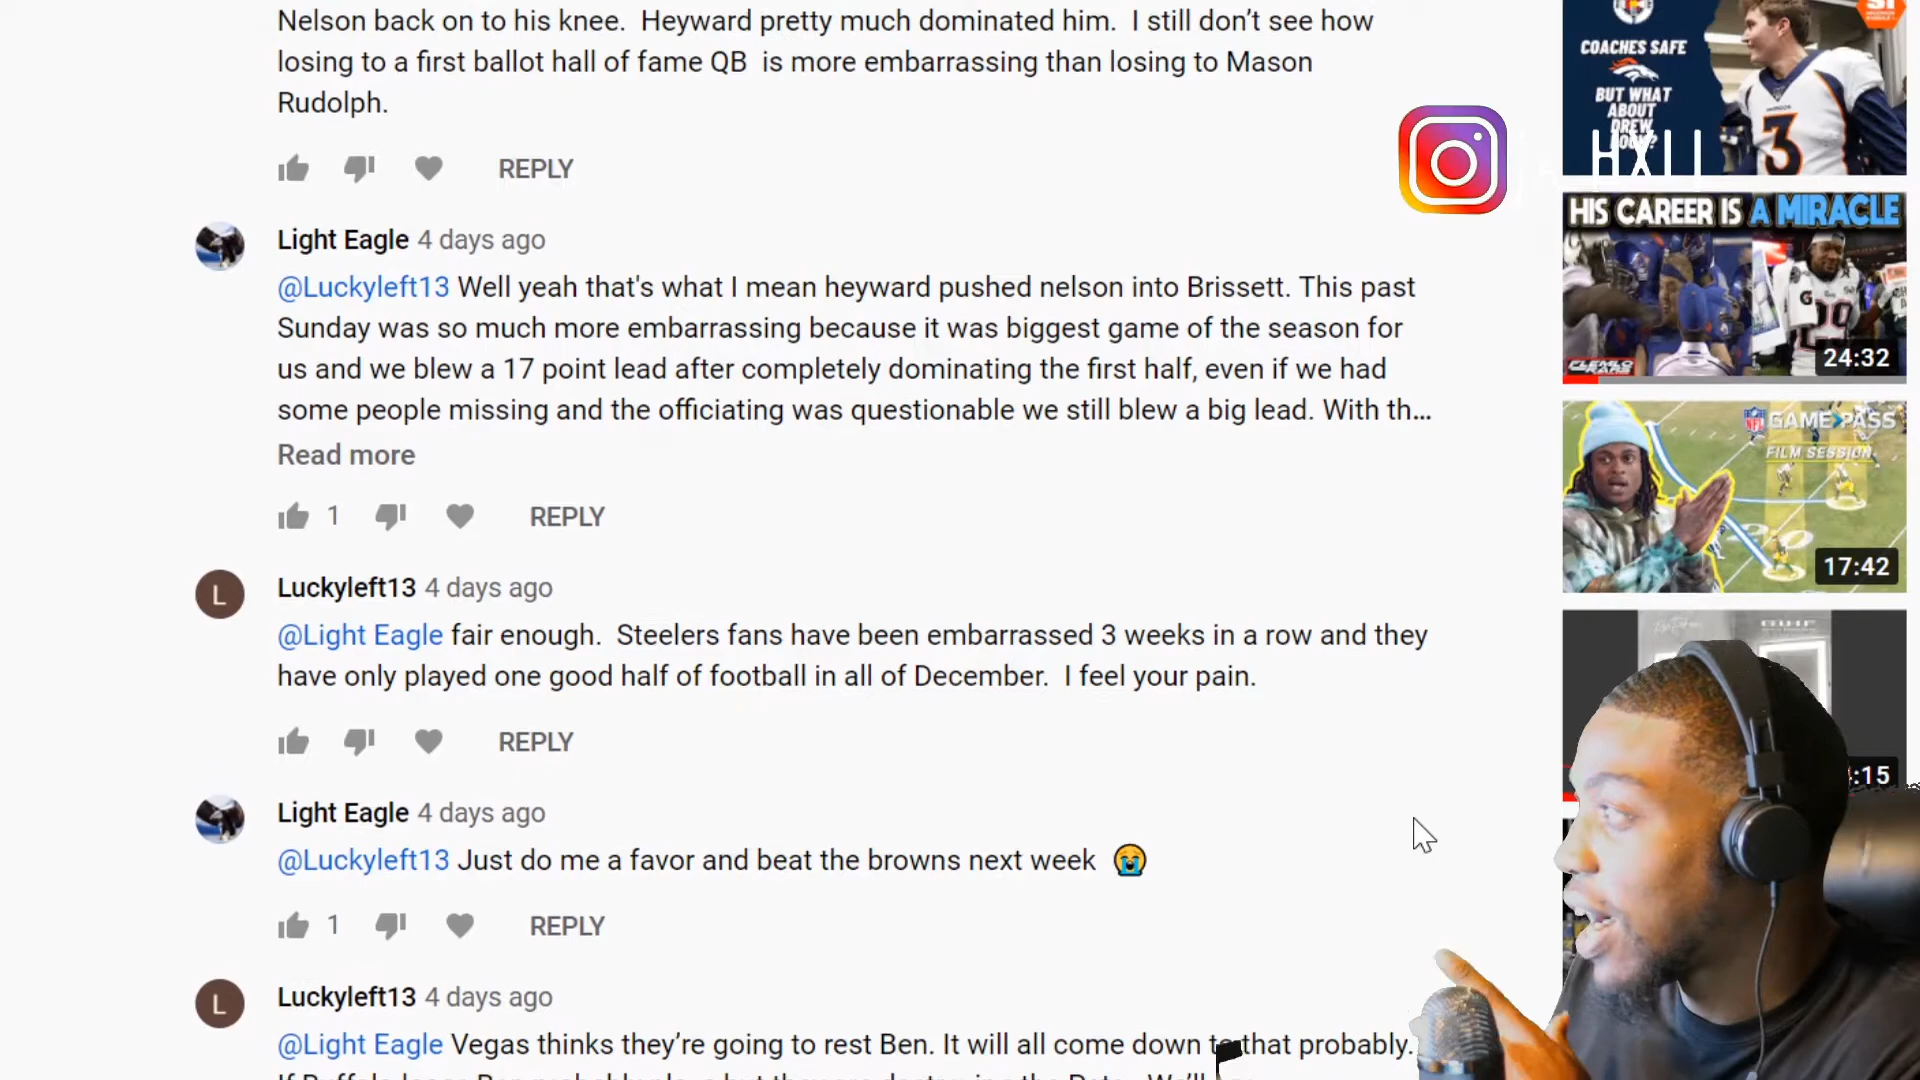 Nelson back on to his knee.  Heyward pretty much dominated him.  I still don't see how
losing to a first ballot hall of fame QB  is more embarrassing than losing to Mason
Rudolph.
REPLY
Light Eagle 4 days ago
@Luckyleft13 Well yeah that's what I mean heyward pushed nelson into Brissett. This past
Sunday was so much more embarrassing because it was biggest game of the season for
us and we blew a 17 point lead after completely dominating the first half, even if we had
some people missing and the officiating was questionable we still blew a big lead. With th...
Read more
1 REPLY
L
Luckyleft13 4 days ago
@Light Eagle fair enough.  Steelers fans have been embarrassed 3 weeks in a row and they
have only played one good half of football in all of December.  I feel your pain.
REPLY
Light Eagle 4 days ago
@Luckyleft13 Just do me a favor and beat the browns next week 😭
1 REPLY
L
Luckyleft13 4 days ago
@Light Eagle Vegas thinks they're going to rest Ben. It will all come down to that probably.
COACHES SAFE
BUT WHAT
ABOUT
DREW
3
HIS CAREER IS A MIRACLE
24:32
NFL GAME PASS
FILM SESSION
17:42
:15